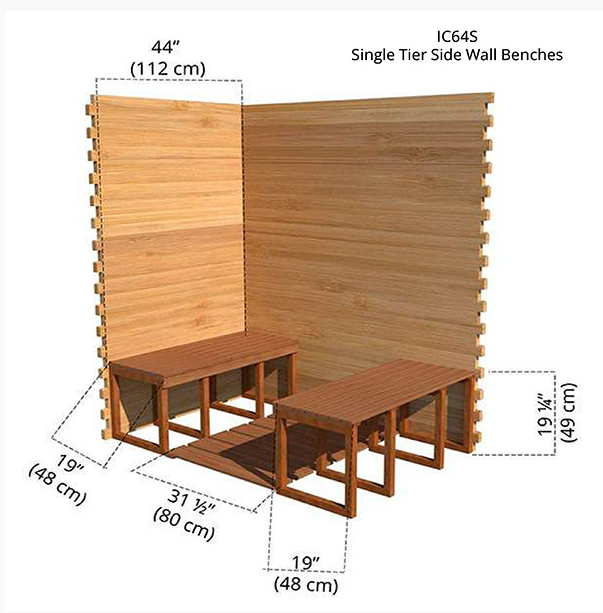 IC64S
Single Tier Side Wall Benches
44”
(112 cm)
19 ¼”
(49 cm)
19”
(48 cm)
31 ½”
(80 cm)
19”
(48 cm)